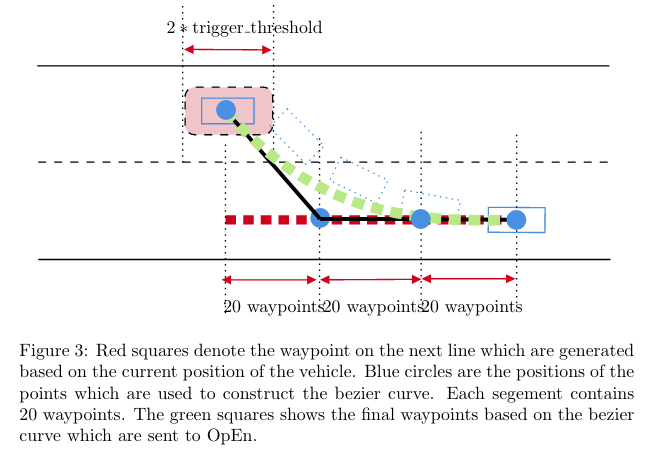 2 * trigger_threshold
20 waypoints
20 waypoints
20 waypoints
Figure 3: Red squares denote the waypoint on the next line which are generated
based on the current position of the vehicle. Blue circles are the positions of the
points which are used to construct the bezier curve. Each segement contains
20 waypoints. The green squares shows the final waypoints based on the bezier
curve which are sent to OpEn.